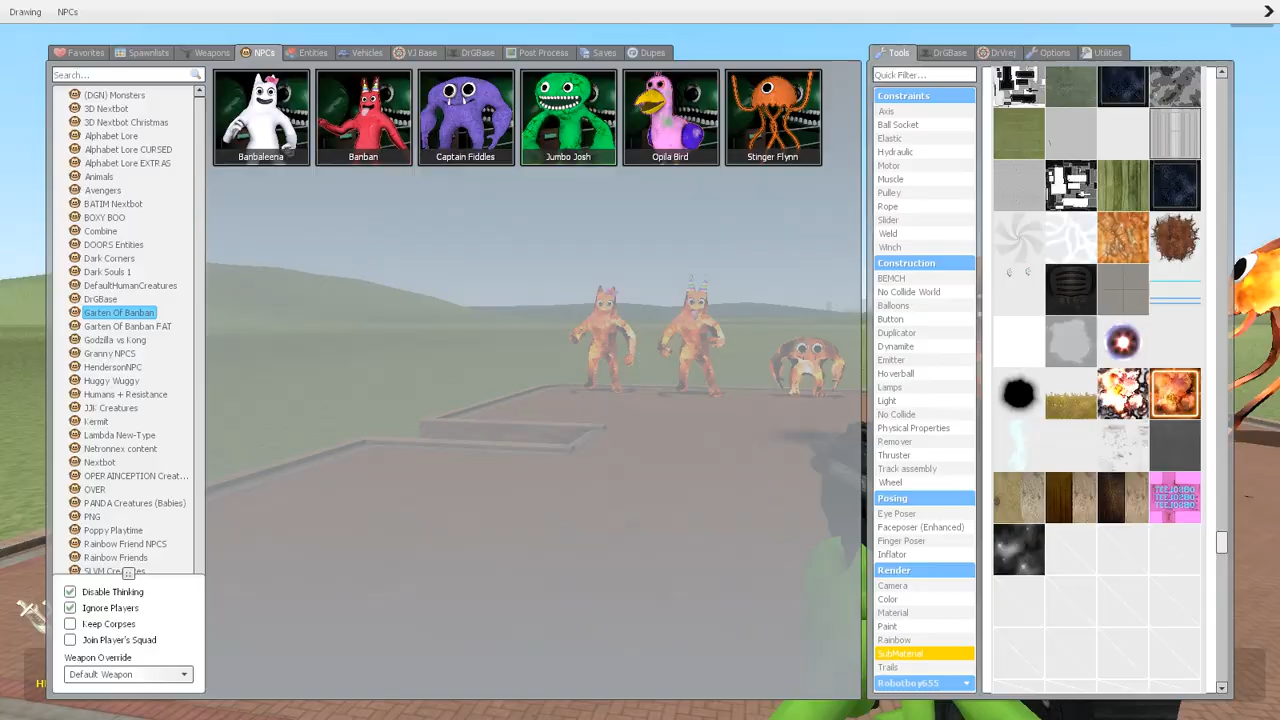 Drawing NPCs
Favorites Spawnlists Weapons NPCs Entities Vehicles VJ Base DrGBase Post Process Saves Dupes
Search...
(DGN) Monsters
3D Nextbot
3D Nextbot Christmas
Alphabet Lore
Alphabet Lore CURSED
Alphabet Lore EXTRAS
Animals
Avengers
BATIM Nextbot
BOXY BOO
Combine
DOORS Entities
Dark Corners
Dark Souls 1
DefaultHumanCreatures
DrGBase
Garten Of Banban
Garten Of Banban FAT
Godzilla vs Kong
Granny NPCS
HendersonNPC
Huggy Wuggy
Humans + Resistance
JJK Creatures
Kermit
Lambda New-Type
Netronnex content
Nextbot
OPERAINCEPTION Creat...
OVER
PANDA Creatures (Babies)
PNG
Poppy Playtime
Rainbow Friend NPCS
Rainbow Friends
Disable Thinking
Ignore Players
Keep Corpses
Join Player's Squad
Weapon Override
Default Weapon
Banbaleena Banban Captain Fiddles Jumbo Josh Opila Bird Stinger Flynn
Tools DrGBase DrVrej Options Utilities
Quick Filter...
Constraints
Axis
Ball Socket
Elastic
Hydraulic
Motor
Muscle
Pulley
Rope
Slider
Weld
Winch
Construction
BEMCH
No Collide World
Balloons
Button
Duplicator
Dynamite
Emitter
Hoverball
Lamps
Light
No Collide
Physical Properties
Remover
Thruster
Track assembly
Wheel
Posing
Eye Poser
Faceposer (Enhanced)
Finger Poser
Inflator
Render
Camera
Color
Material
Paint
Rainbow
SubMaterial
Trails
Robotboy655